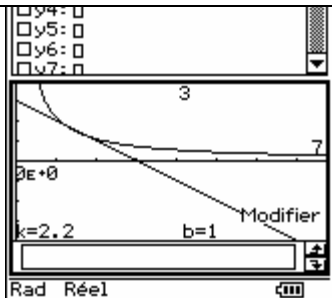 y4:▯
y5:▯
y6:▯
y7:▯
3
7
0E+0
Modifier
k=2.2 b=1
Rad Réel